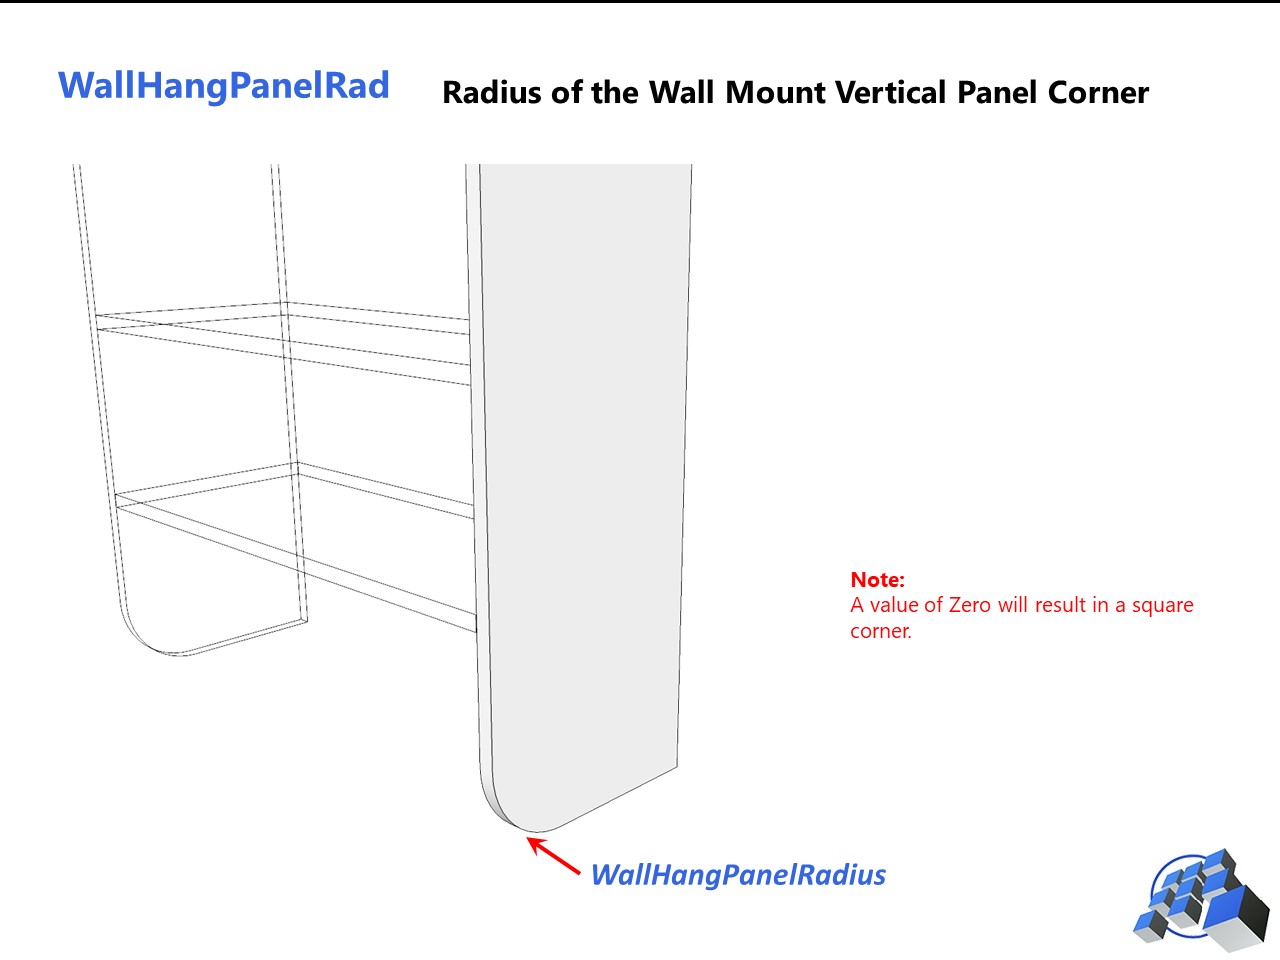 WallHangPanelRad
Radius of the Wall Mount Vertical Panel Corner
Note:
A value of Zero will result in a square
corner.
WallHangPanelRadius